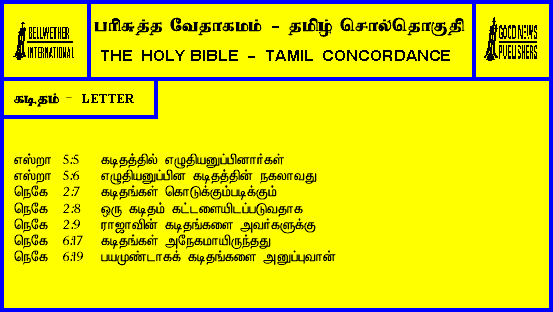 BELLWETHER
INTERNATIONAL
பரிசுத்த வேதாகமம் - தமிழ் சொல்தொகுதி
THE HOLY BIBLE - TAMIL CONCORDANCE
GOOD NEWS
PUBLISHERS
கடிதம் - LETTER
எஸ்றா 5:5 கடிதத்தில் எழுதியனுப்பினார்கள்
எஸ்றா 5:6 எழுதியனுப்பின கடிதத்தின் நகலாவது
நெகே 2:7 கடிதங்கள் கொடுக்கும்படிக்கும்
நெகே 2:8 ஒரு கடிதம் கட்டளையிடப்படுவதாக
நெகே 2:9 ராஜாவின் கடிதங்களை அவர்களுக்கு
நெகே 6:17 கடிதங்கள் அநேகமாயிருந்தது
நெகே 6:19 பயமுண்டாகக் கடிதங்களை அனுப்புவான்